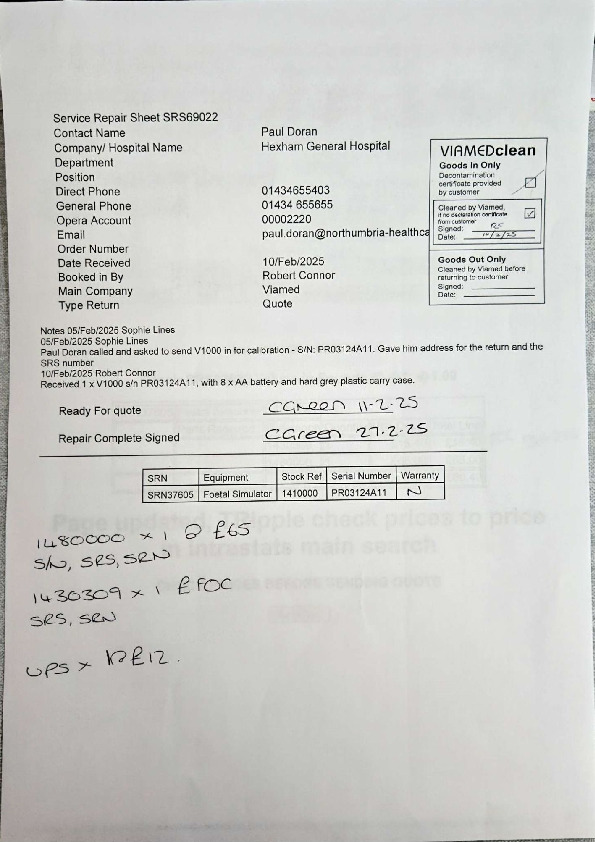 Service Repair Sheet SRS69022
Contact Name Paul Doran
Company/ Hospital Name Hexham General Hospital
Department
Position
Direct Phone 01434655403
General Phone 01434 655655
Opera Account 00002220
Email paul.doran@northumbria-healthca
Order Number
Date Received 10/Feb/2025
Booked in By Robert Connor
Main Company Viamed
Type Return Quote
VIAMEDclean
Goods In Only
Decontamination
certificate provided
by customer
Cleaned by Viamed,
if no declaration certificate
from customer
Signed:
Date: 10/2/25
Goods Out Only
Cleaned by Viamed before
returning to customer
Signed:
Date:
Notes 05/Feb/2025 Sophie Lines
05/Feb/2025 Sophie Lines
Paul Doran called and asked to send V1000 in for calibration - S/N: PR03124A11. Gave him address for the return and the
SRS number
10/Feb/2025 Robert Connor
Received 1 x V1000 s/n PR03124A11, with 8 x AA battery and hard grey plastic carry case.
Ready For quote CGreen 11-2-25
Repair Complete Signed CGreen 27-2-25
SRN Equipment Stock Ref Serial Number Warranty
SRN37605 Foetal Simulator 1410000 PR03124A11 N
1480000 x 1 @ £65
S/N, SRS, SRN
1430309 x 1 £FOC
SRS, SRN
UPS x £12.